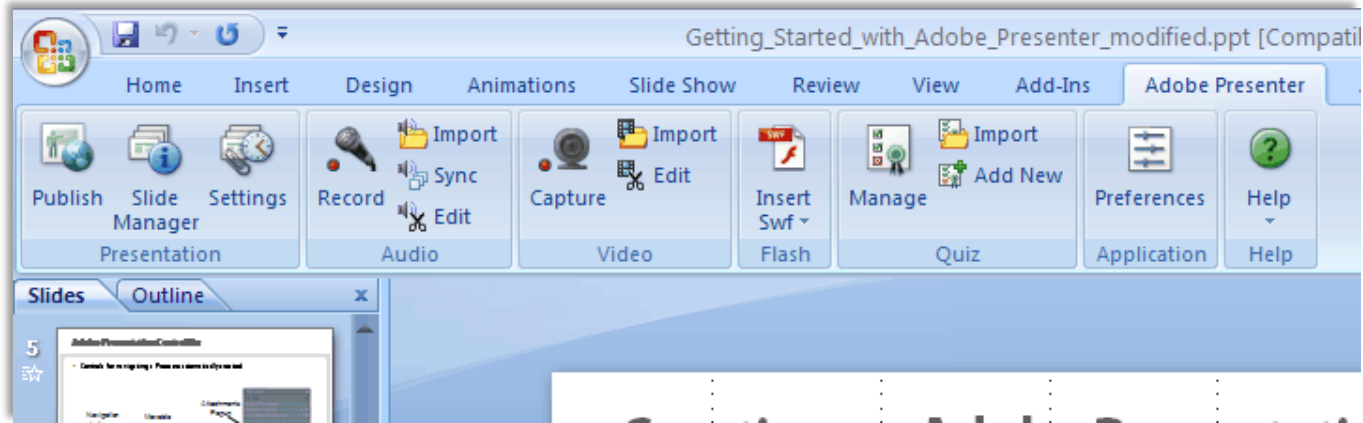 Getting_Started_with_Adobe_Presenter_modified.ppt [Compati
Home Insert Design Animations Slide Show Review View Add-Ins Adobe Presenter
Publish
Slide Manager
Settings
Presentation
Record
Import
Sync
Edit
Audio
Capture
Import
Edit
Video
SWF
Insert Swf
Flash
Manage
Import
Add New
Quiz
Preferences
Application
Help
Help
Slides Outline x
5
Navigator